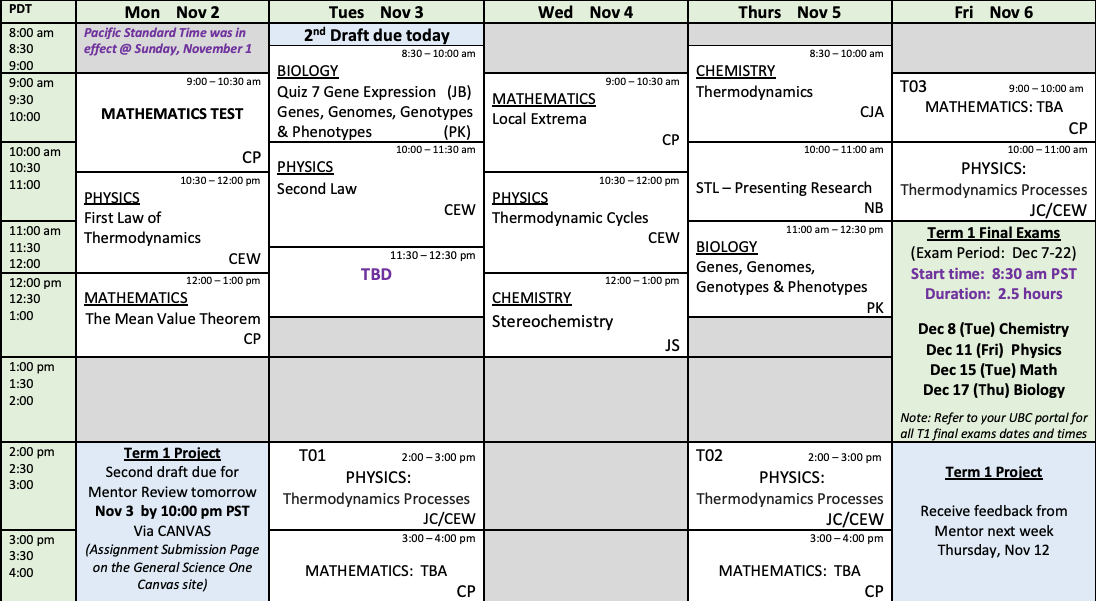 PDT
Mon Nov 2
Tues Nov 3
Wed Nov 4
Thurs Nov 5
Fri Nov 6
8:00 am
8:30
9:00
Pacific Standard Time was in
effect @ Sunday, November 1
2nd Draft due today
8:30 – 10:00 am
BIOLOGY
Quiz 7 Gene Expression (JB)
Genes, Genomes, Genotypes
& Phenotypes (PK)
8:30 – 10:00 am
CHEMISTRY
Thermodynamics
CJA
9:00 am
9:30
10:00
9:00 – 10:30 am
MATHEMATICS TEST
CP
9:00 – 10:30 am
MATHEMATICS
Local Extrema
CP
T03 9:00 – 10:00 am
MATHEMATICS: TBA
CP
10:00 am
10:30
11:00
10:30 – 12:00 pm
PHYSICS
First Law of
Thermodynamics
CEW
10:00 – 11:30 am
PHYSICS
Second Law
CEW
10:30 – 12:00 pm
PHYSICS
Thermodynamic Cycles
CEW
10:00 – 11:00 am
STL – Presenting Research
NB
10:00 – 11:00 am
PHYSICS:
Thermodynamics Processes
JC/CEW
11:00 am
11:30
12:00
11:30 – 12:30 pm
TBD
11:00 am – 12:30 pm
BIOLOGY
Genes, Genomes,
Genotypes & Phenotypes
PK
Term 1 Final Exams
(Exam Period: Dec 7-22)
Start time: 8:30 am PST
Duration: 2.5 hours
Dec 8 (Tue) Chemistry
Dec 11 (Fri) Physics
Dec 15 (Tue) Math
Dec 17 (Thu) Biology
Note: Refer to your UBC portal for
all T1 final exams dates and times
12:00 pm
12:30
1:00
12:00 – 1:00 pm
MATHEMATICS
The Mean Value Theorem
CP
12:00 – 1:00 pm
CHEMISTRY
Stereochemistry
JS
1:00 pm
1:30
2:00
2:00 pm
2:30
3:00
Term 1 Project
Second draft due for
Mentor Review tomorrow
Nov 3 by 10:00 pm PST
Via CANVAS
(Assignment Submission Page
on the General Science One
Canvas site)
T01 2:00 – 3:00 pm
PHYSICS:
Thermodynamics Processes
JC/CEW
T02 2:00 – 3:00 pm
PHYSICS:
Thermodynamics Processes
JC/CEW
Term 1 Project
Receive feedback from
Mentor next week
Thursday, Nov 12
3:00 pm
3:30
4:00
3:00 – 4:00 pm
MATHEMATICS: TBA
CP
3:00 – 4:00 pm
MATHEMATICS: TBA
CP